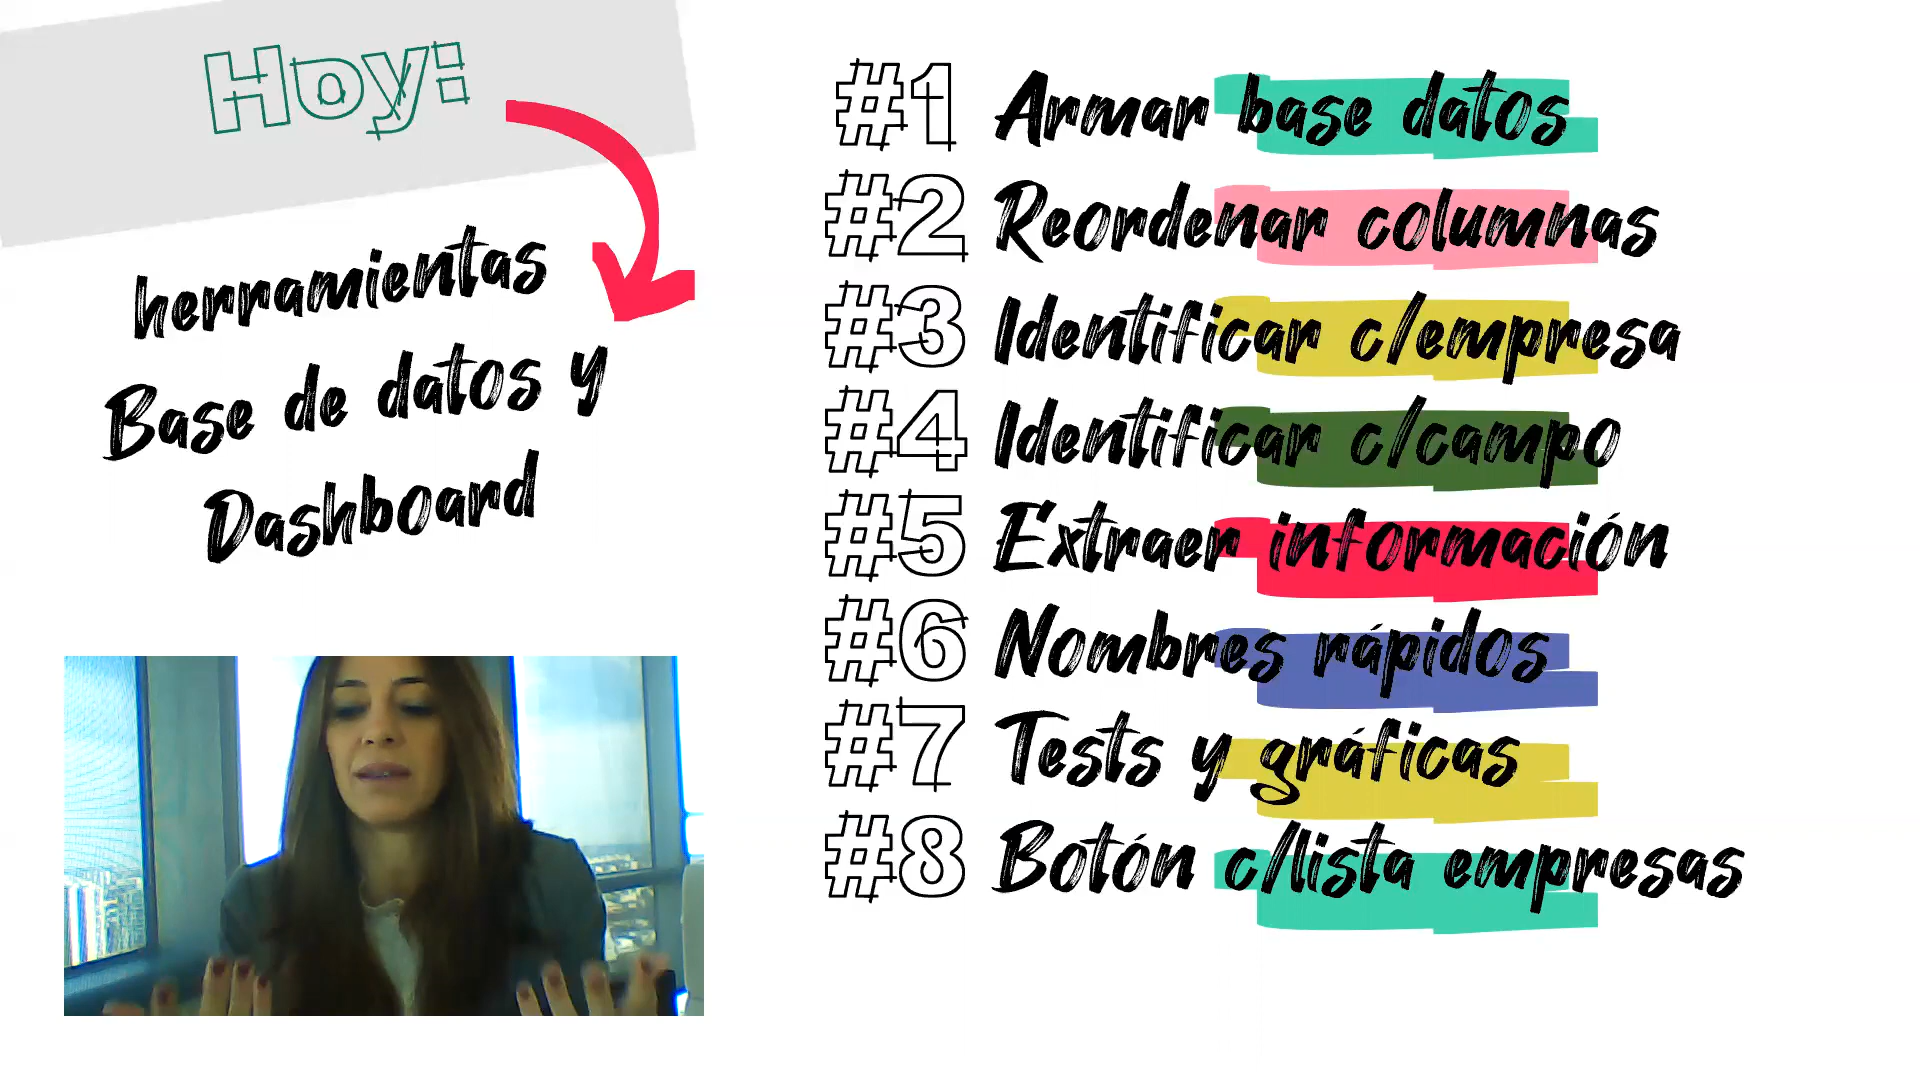 Hoy:
herramientas
Base de datos y
Dashboard
#1 Armar base datos
#2 Reordenar columnas
#3 Identificar c/empresa
#4 Identificar c/campo
#5 Extraer información
#6 Nombres rápidos
#7 Tests y gráficas
#8 Botón c/lista empresas